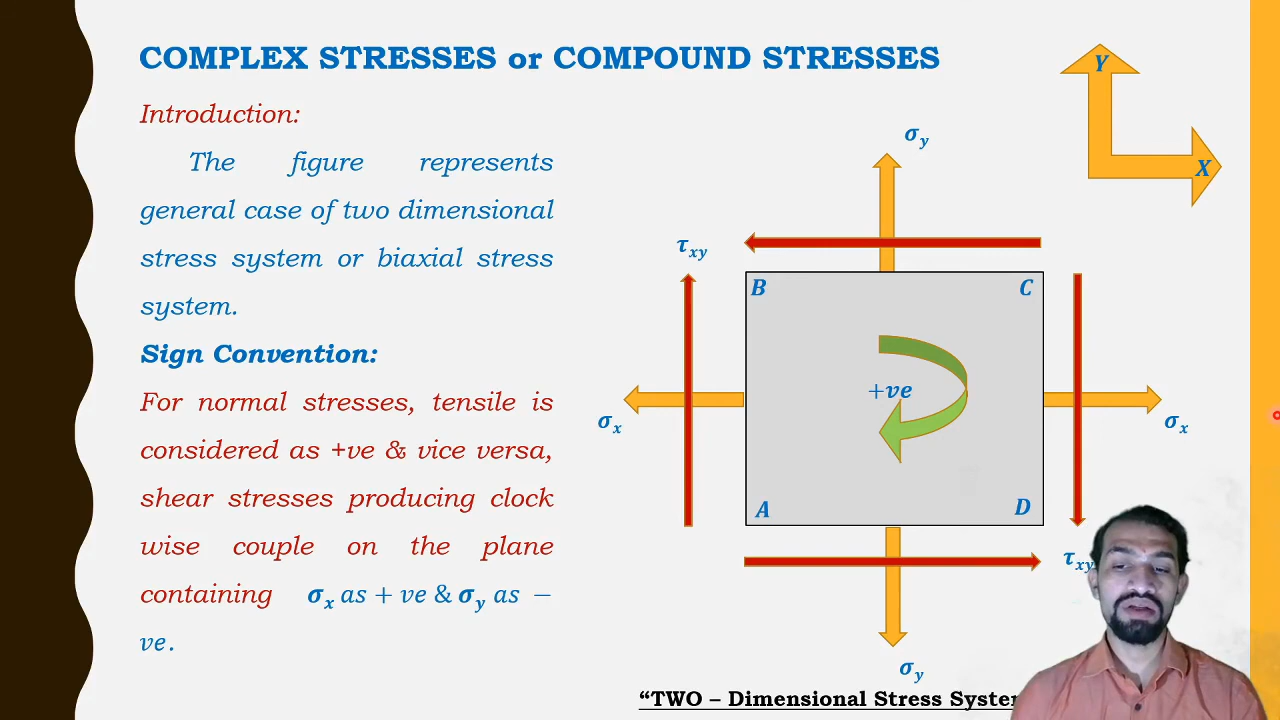 COMPLEX STRESSES or COMPOUND STRESSES
Introduction:
The figure represents
general case of two dimensional
stress system or biaxial stress
system.
Sign Convention:
For normal stresses, tensile is
considered as +ve & vice versa,
shear stresses producing clock
wise couple on the plane
containing σx as + ve & σy as −
ve.
Y
X
σy
τxy
B
C
+ve
σx
σx
A
D
τxy
σy
“TWO – Dimensional Stress